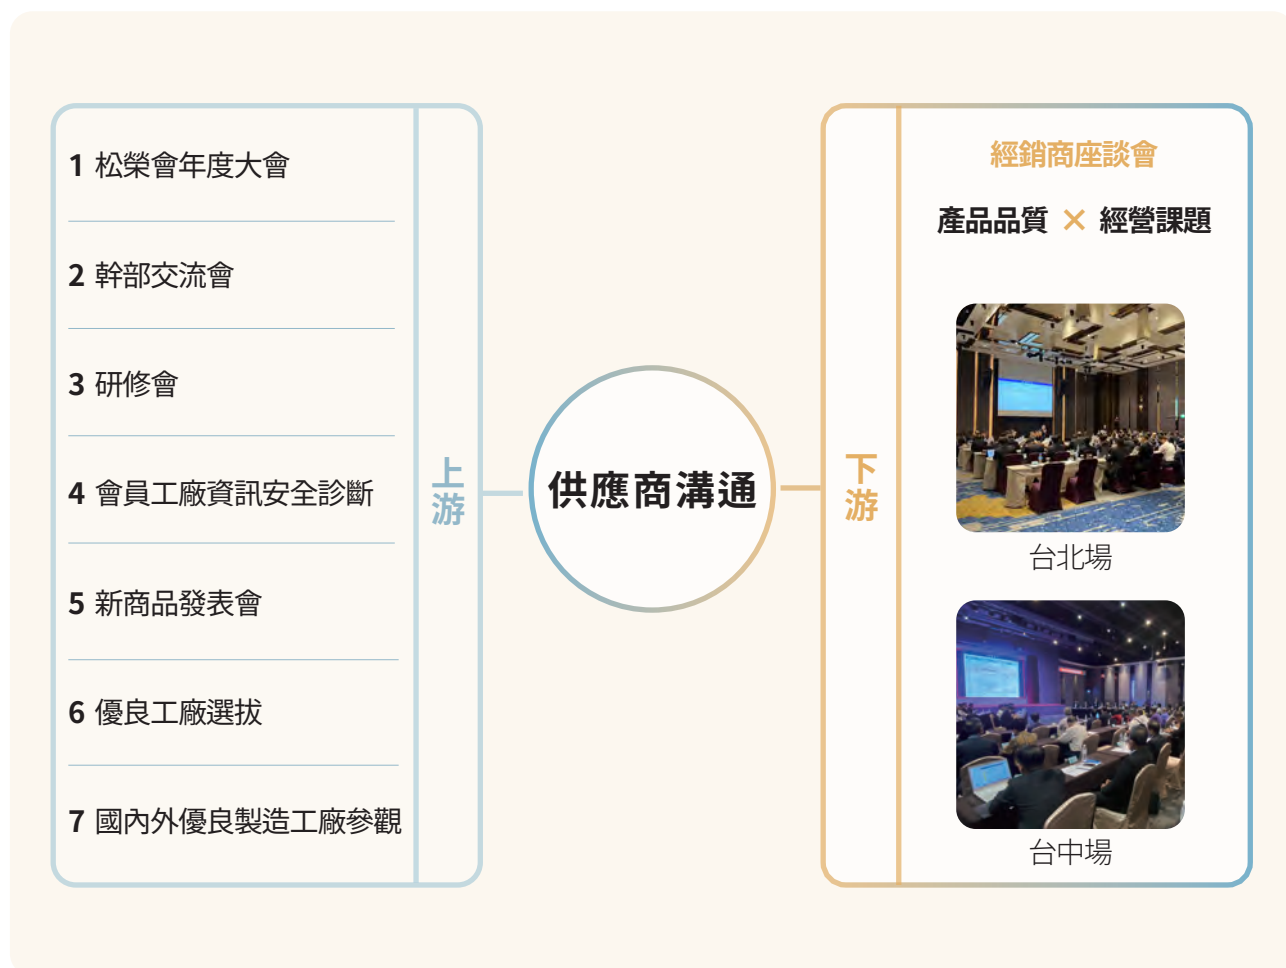 1 松榮會年度大會
2 幹部交流會
3 研修會
4 會員工廠資訊安全診斷
5 新商品發表會
6 優良工廠選拔
7 國內外優良製造工廠參觀
上游
供應商溝通
下游
經銷商座談會
產品品質 × 經營課題
台北場
台中場